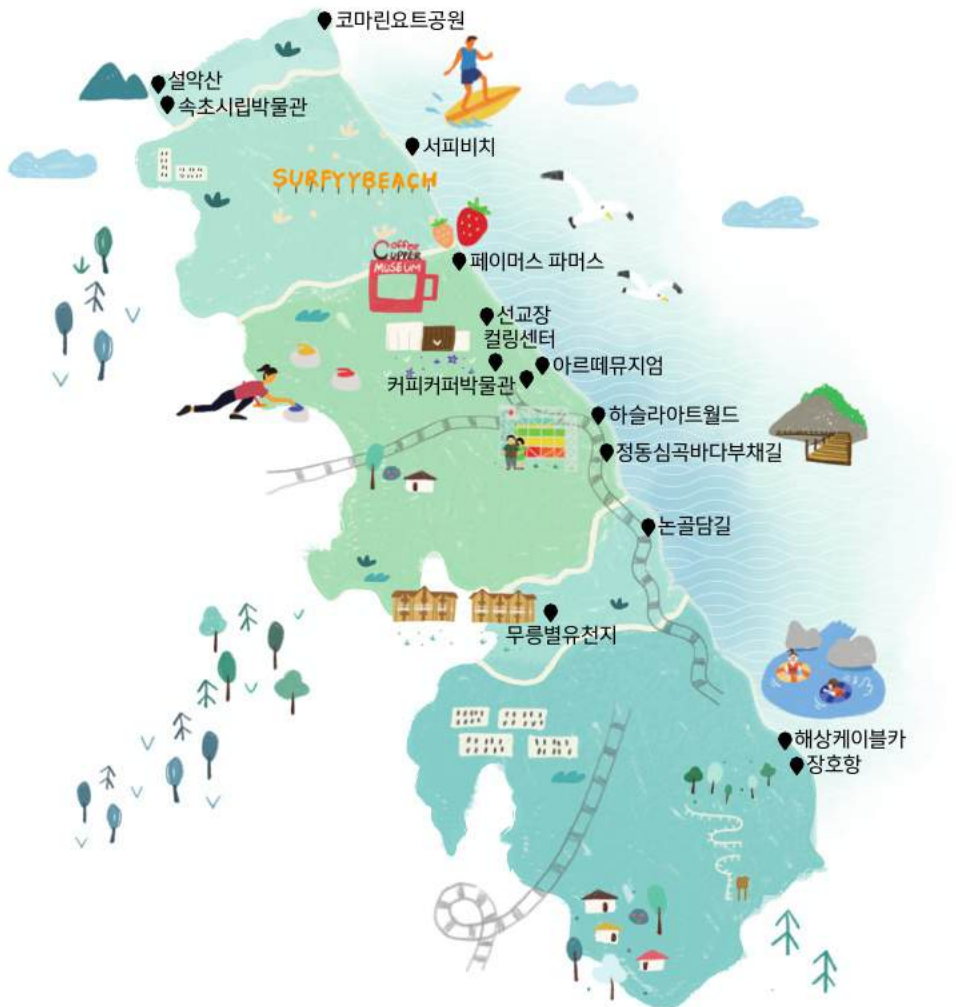 코마린요트공원
설악산
속초시립박물관
서피비치
SURFYYBEACH
Coffee
CUPPER
MUSEUM
페이머스 파머스
선교장
컬링센터
아르떼뮤지엄
커피커퍼박물관
하슬라아트월드
정동심곡바다부채길
논골담길
무릉별유천지
해상케이블카
장호항